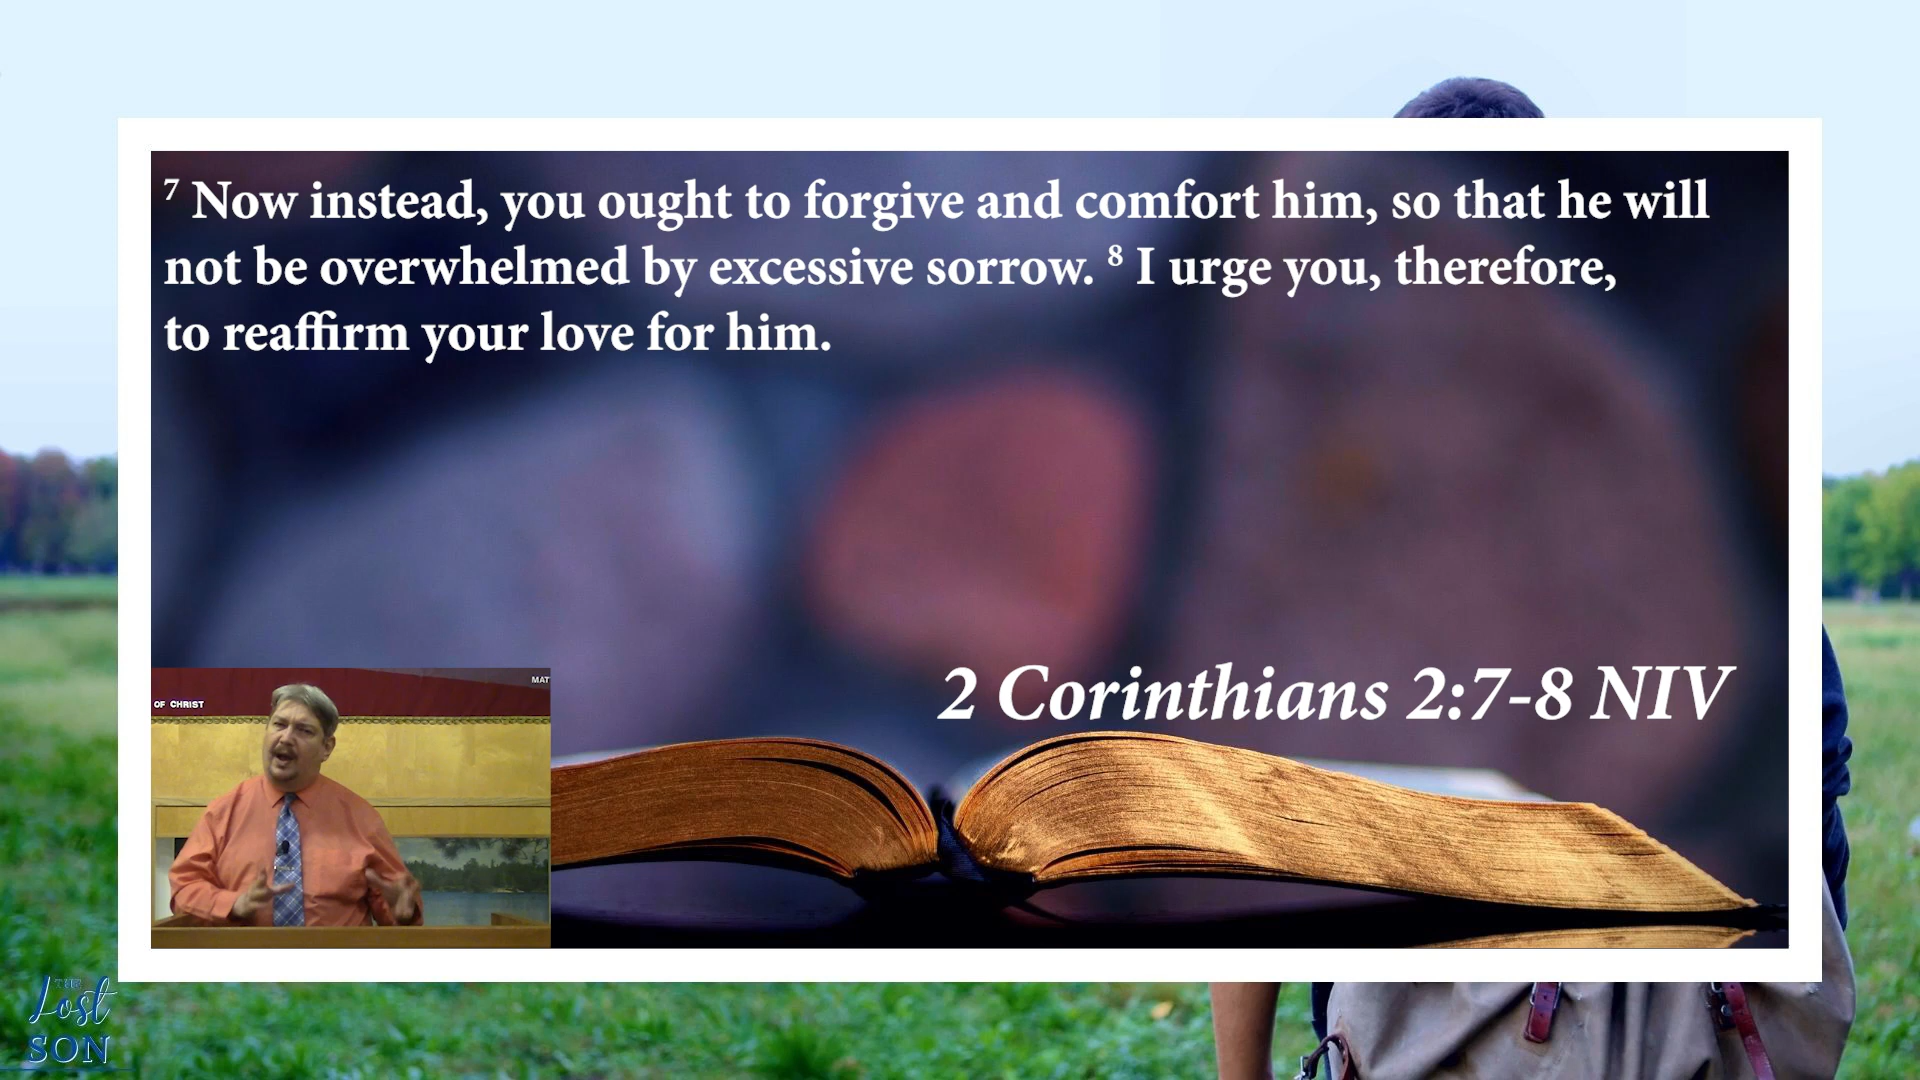 ⁷ Now instead, you ought to forgive and comfort him, so that he will
not be overwhelmed by excessive sorrow. ⁸ I urge you, therefore,
to reaffirm your love for him.
2 Corinthians 2:7-8 NIV
MAT
OF CHRIST
THE
Lost
SON